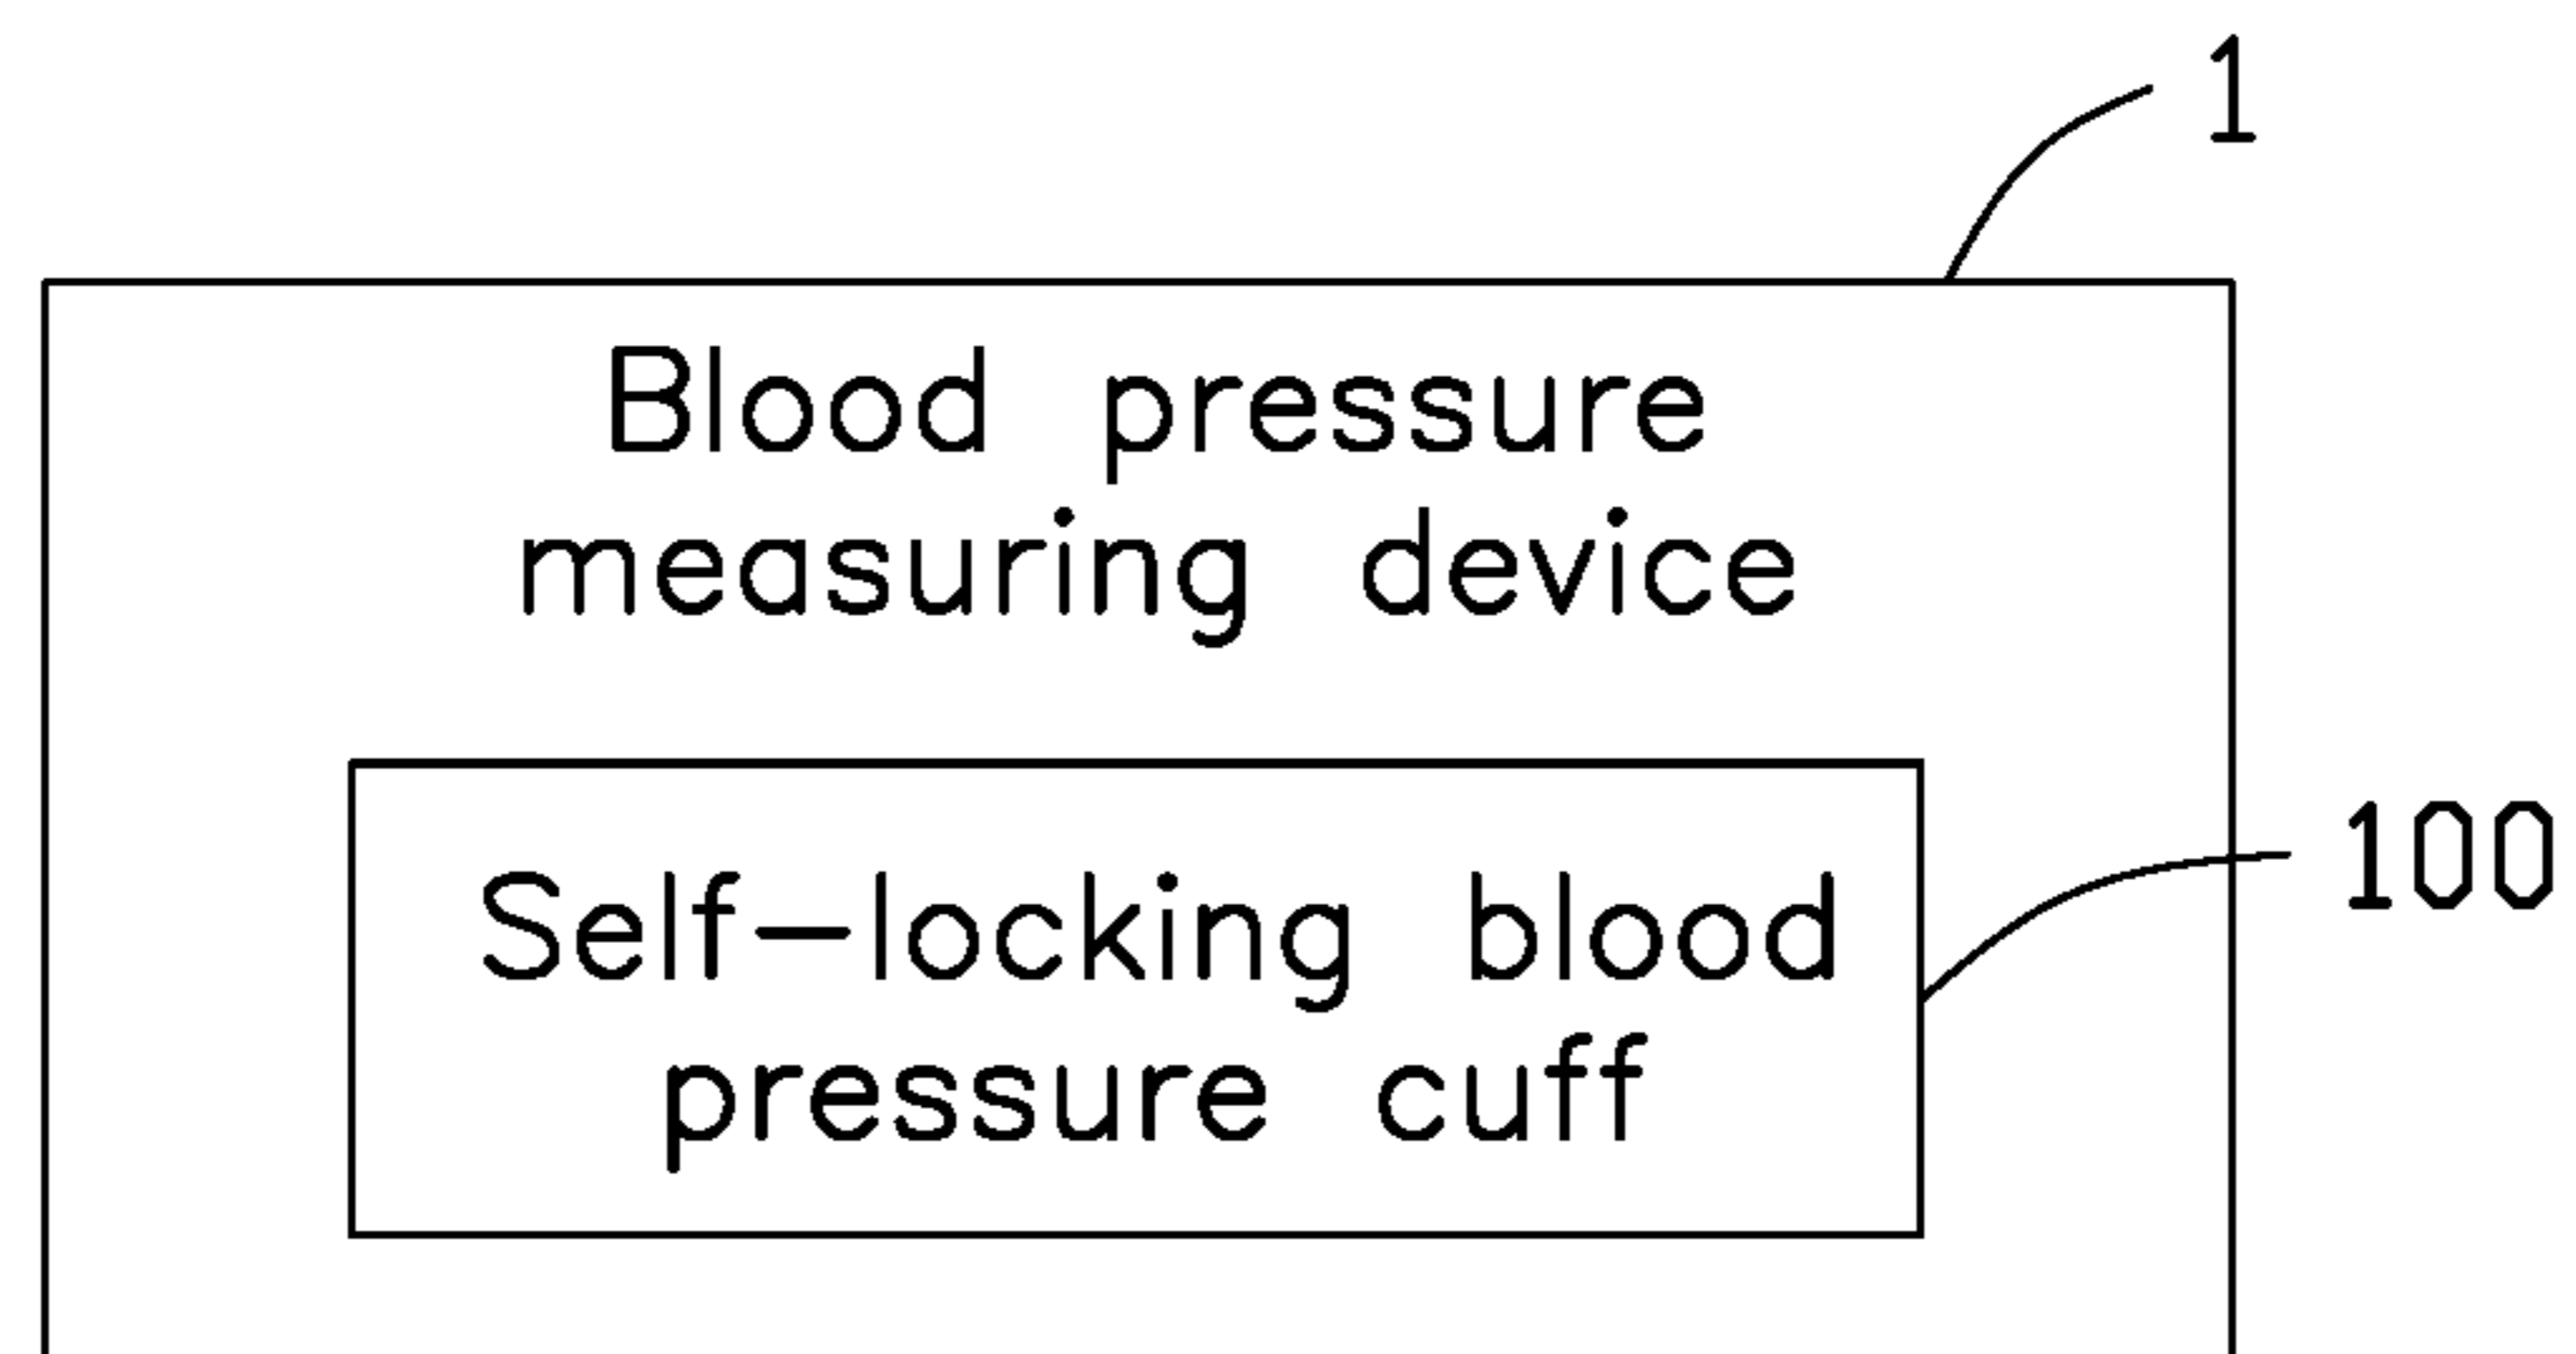 1
Blood pressure
measuring device
Self-locking blood
pressure cuff
100